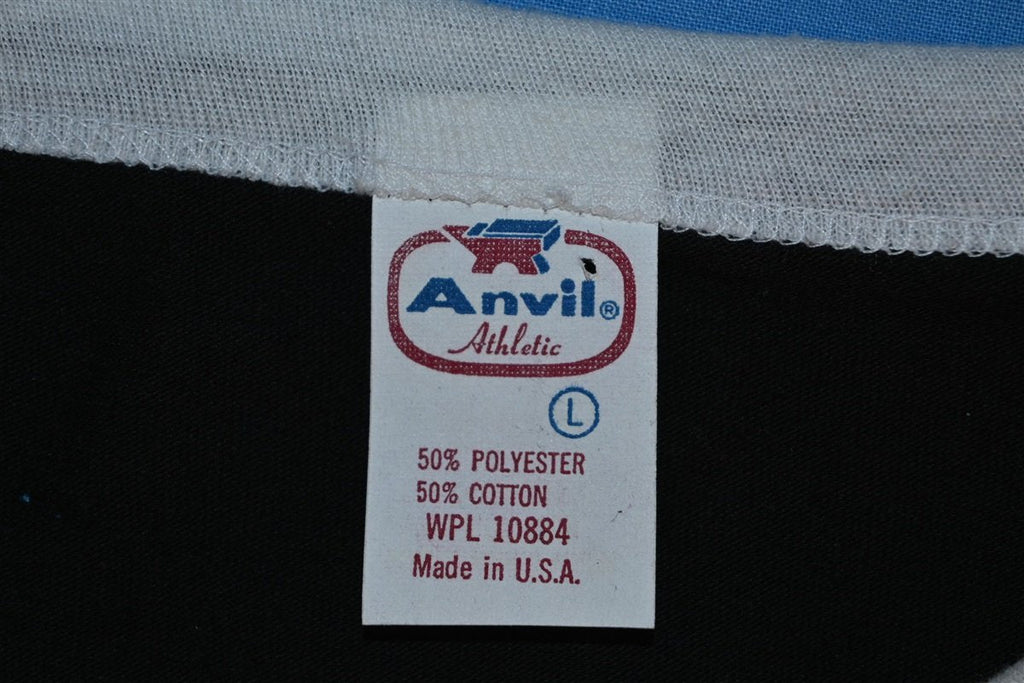 Anvil®
Athletic
L
50% POLYESTER
50% COTTON
WPL 10884
Made in U.S.A.